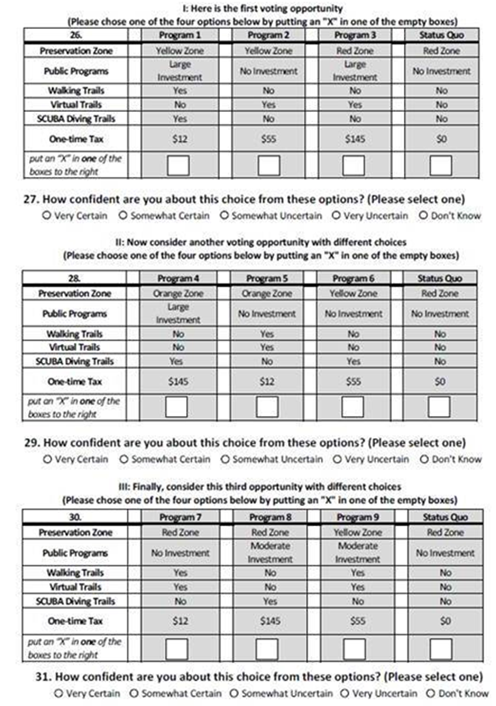 I: Here is the first voting opportunity
(Please chose one of the four options below by putting an "X" in one of the empty boxes)
26. Program 1 Program 2 Program 3 Status Quo
Preservation Zone Yellow Zone Yellow Zone Red Zone Red Zone
Public Programs Large Investment No Investment Large Investment No Investment
Walking Trails Yes No No No
Virtual Trails No Yes Yes No
SCUBA Diving Trails Yes No No No
One-time Tax $12 $55 $145 $0
put an "X" in one of the
boxes to the right
27. How confident are you about this choice from these options? (Please select one)
O Very Certain O Somewhat Certain O Somewhat Uncertain O Very Uncertain O Don't Know
II: Now consider another voting opportunity with different choices
(Please choose one of the four options below by putting an "X" in one of the empty boxes)
28. Program 4 Program 5 Program 6 Status Quo
Preservation Zone Orange Zone Orange Zone Yellow Zone Red Zone
Public Programs Large Investment No Investment No Investment No Investment
Walking Trails No Yes No No
Virtual Trails No Yes No No
SCUBA Diving Trails Yes No Yes No
One-time Tax $145 $12 $55 $0
put an "X" in one of the
boxes to the right
29. How confident are you about this choice from these options? (Please select one)
O Very Certain O Somewhat Certain O Somewhat Uncertain O Very Uncertain O Don't Know
III: Finally, consider this third opportunity with different choices
(Please chose one of the four options below by putting an "X" in one of the empty boxes)
30. Program 7 Program 8 Program 9 Status Quo
Preservation Zone Red Zone Red Zone Yellow Zone Red Zone
Public Programs No Investment Moderate Investment Moderate Investment No Investment
Walking Trails Yes No Yes No
Virtual Trails Yes No Yes No
SCUBA Diving Trails No Yes No No
One-time Tax $12 $145 $55 $0
put an "X" in one of the
boxes to the right
31. How confident are you about this choice from these options? (Please select one)
O Very Certain O Somewhat Certain O Somewhat Uncertain O Very Uncertain O Don't Know